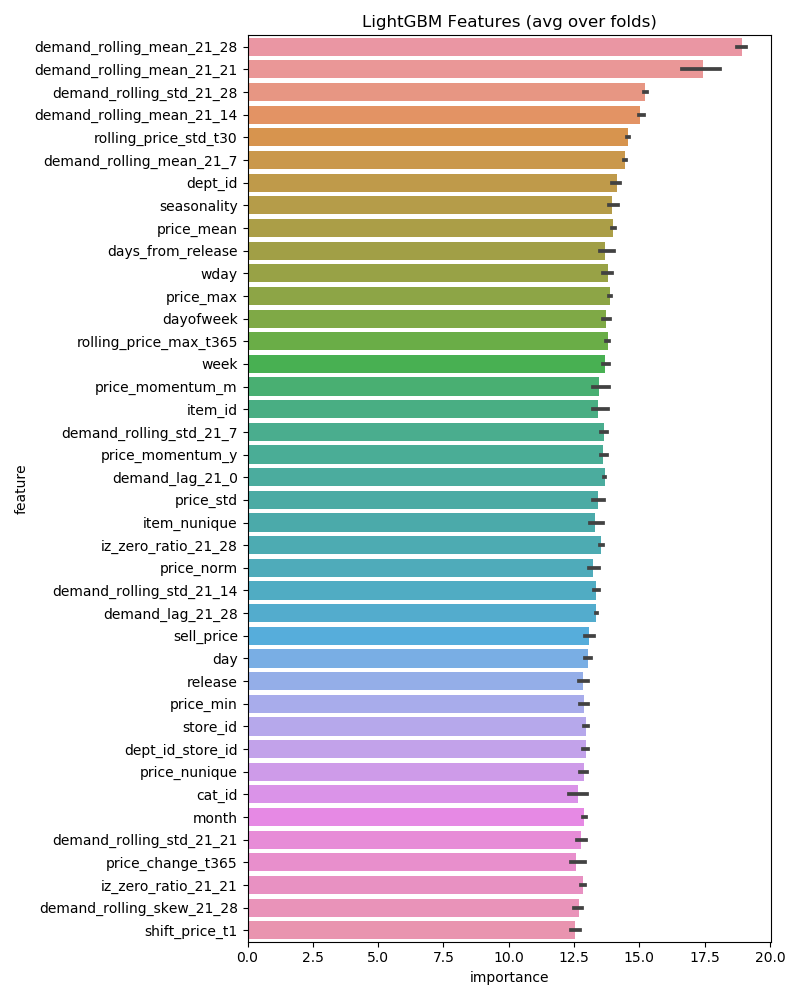 LightGBM Features (avg over folds)
demand_rolling_mean_21_28
demand_rolling_mean_21_21
demand_rolling_std_21_28
demand_rolling_mean_21_14
rolling_price_std_t30
demand_rolling_mean_21_7
dept_id
seasonality
price_mean
days_from_release
wday
price_max
dayofweek
rolling_price_max_t365
week
price_momentum_m
item_id
demand_rolling_std_21_7
price_momentum_y
demand_lag_21_0
price_std
item_nunique
iz_zero_ratio_21_28
price_norm
demand_rolling_std_21_14
demand_lag_21_28
sell_price
day
release
price_min
store_id
dept_id_store_id
price_nunique
cat_id
month
demand_rolling_std_21_21
price_change_t365
iz_zero_ratio_21_21
demand_rolling_skew_21_28
shift_price_t1
feature
0.0 2.5 5.0 7.5 10.0 12.5 15.0 17.5 20.0
importance